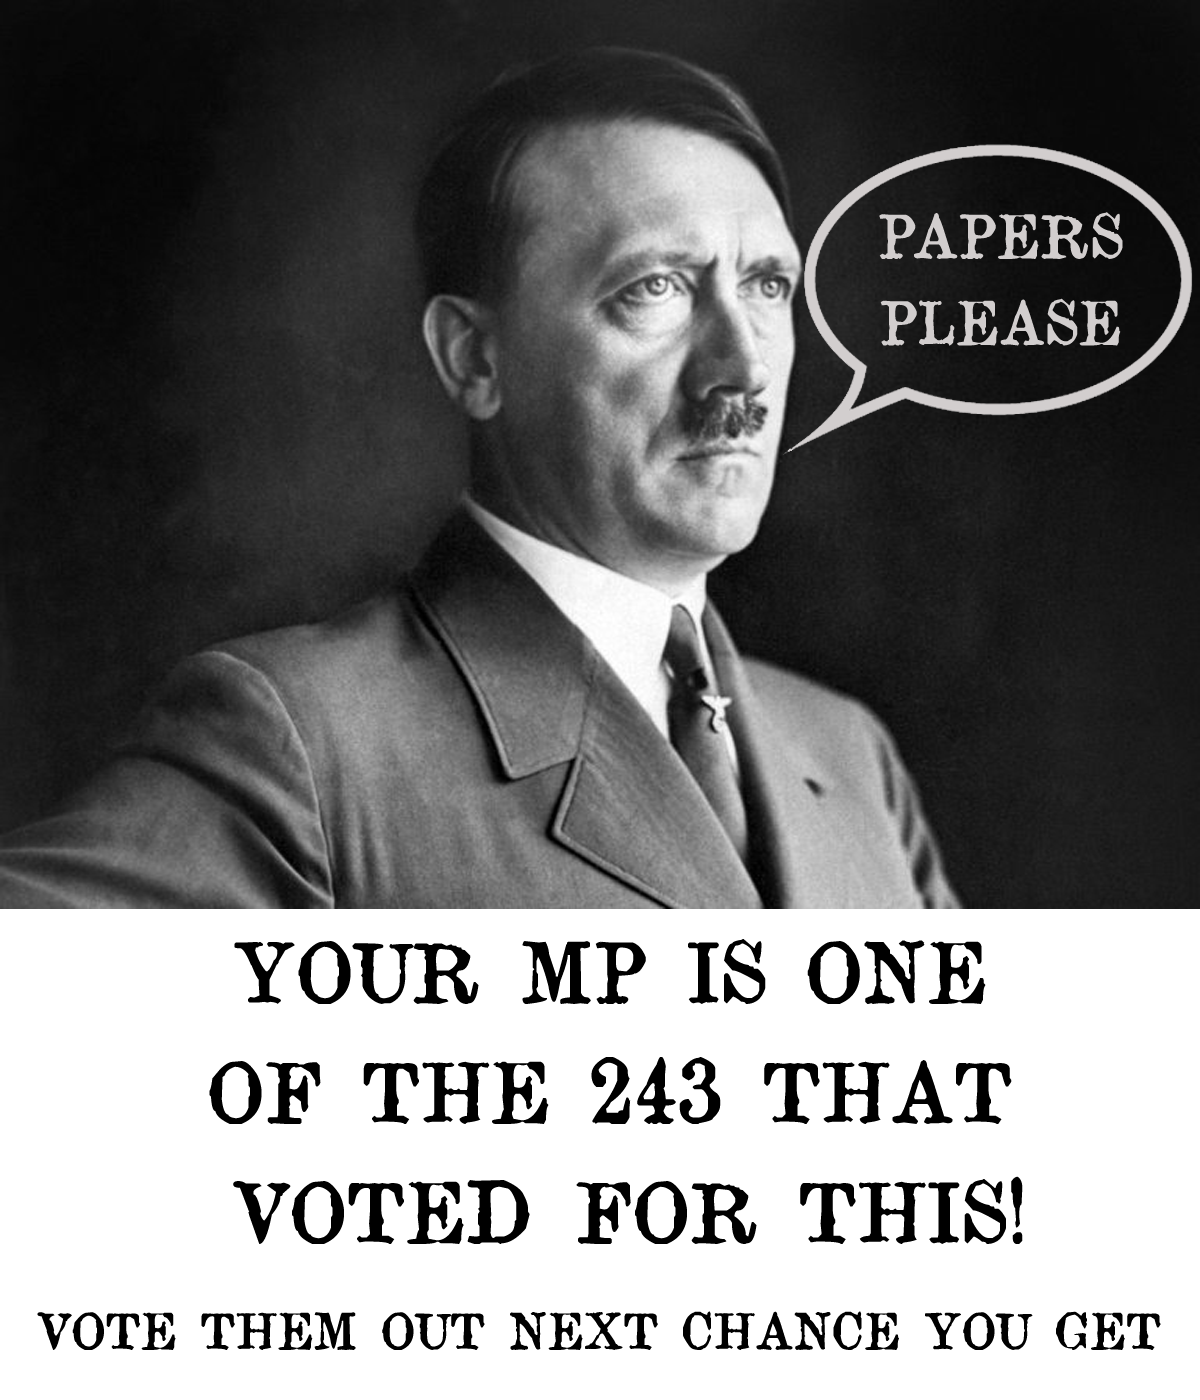 PAPERS
PLEASE
YOUR MP IS ONE
OF THE 243 THAT
VOTED FOR THIS!
VOTE THEM OUT NEXT CHANCE YOU GET